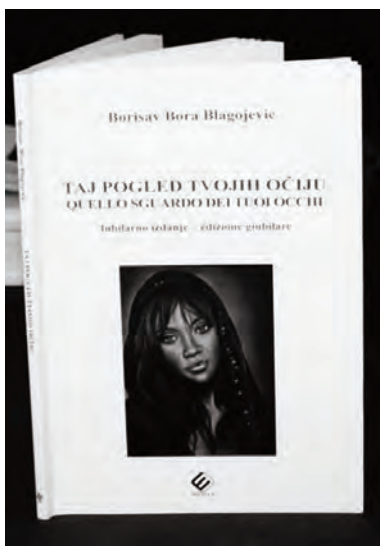 Borisav Bora Blagojevic
TAJ POGLED TVOJIH OČIJU
QUELLO SGUARDO DEI TUOI OCCHI
Jubilarno izdanje - edizione giubilare